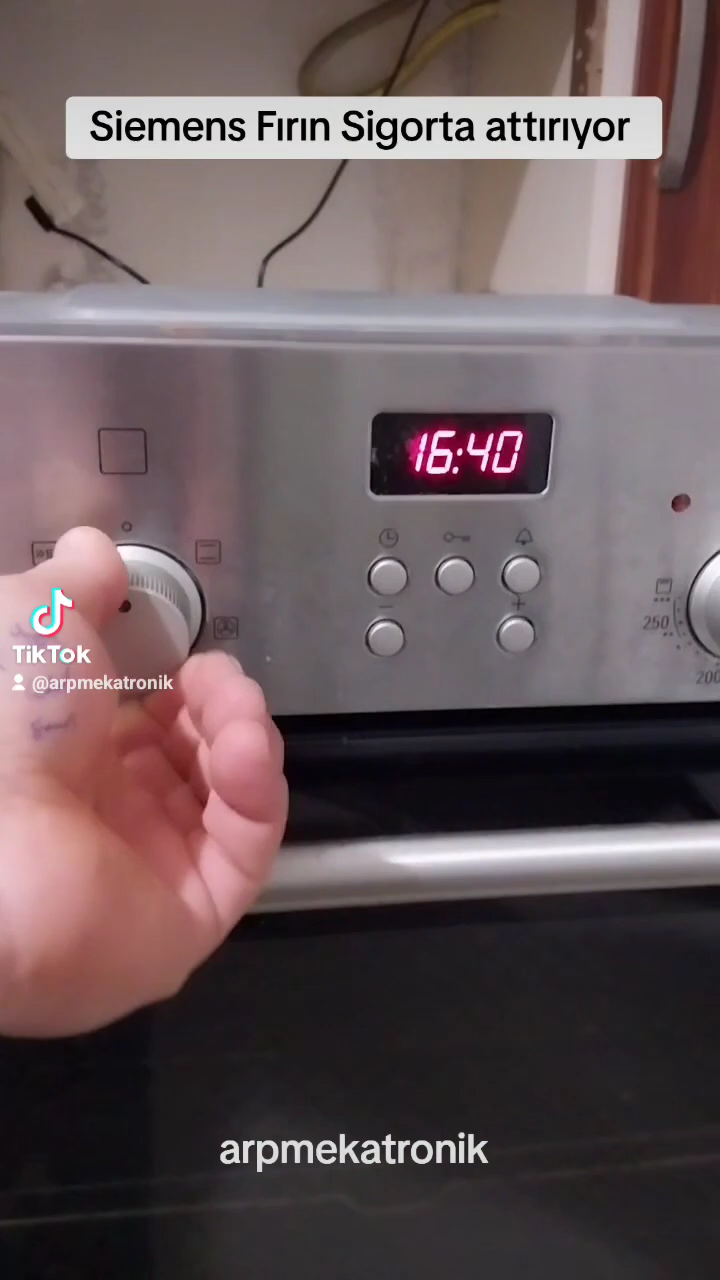 Siemens Fırın Sigorta attırıyor
16:40
− +
250
200
TikTok
@arpmekatronik
arpmekatronik